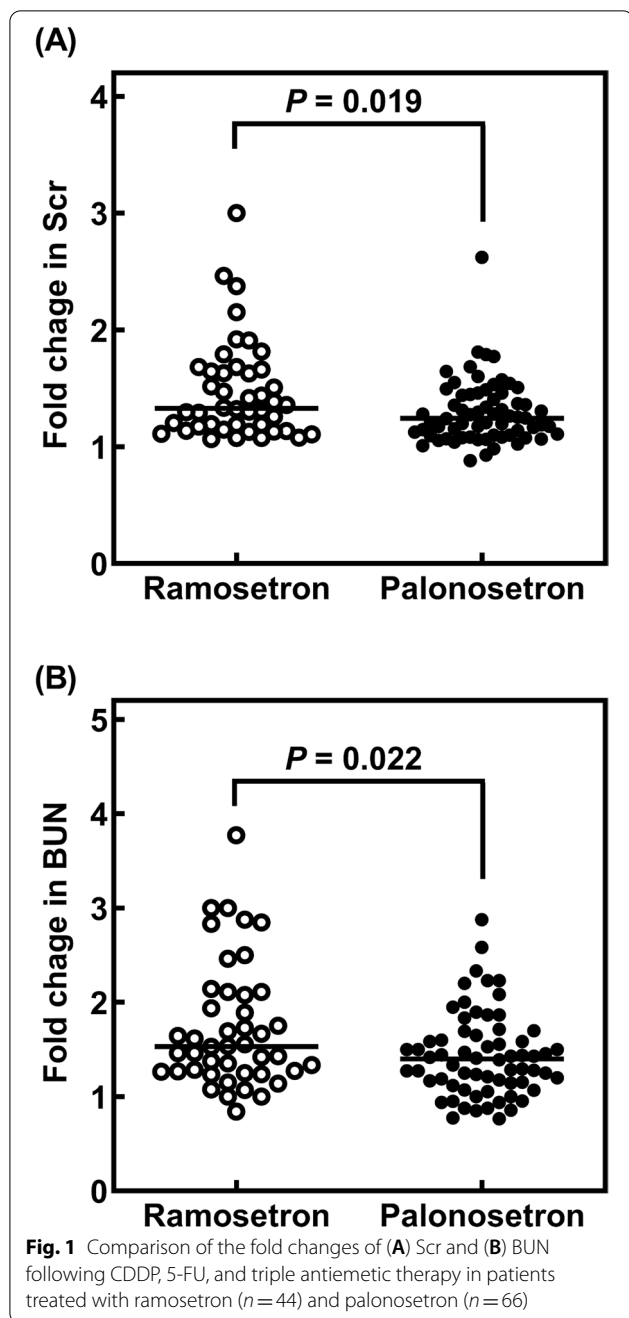 (A)
P = 0.019
Fold chage in Scr
4
3
2
1
0
Ramosetron Palonosetron
(B)
P = 0.022
Fold chage in BUN
5
4
3
2
1
0
Ramosetron Palonosetron
Fig. 1 Comparison of the fold changes of (A) Scr and (B) BUN
following CDDP, 5-FU, and triple antiemetic therapy in patients
treated with ramosetron (n = 44) and palonosetron (n = 66)